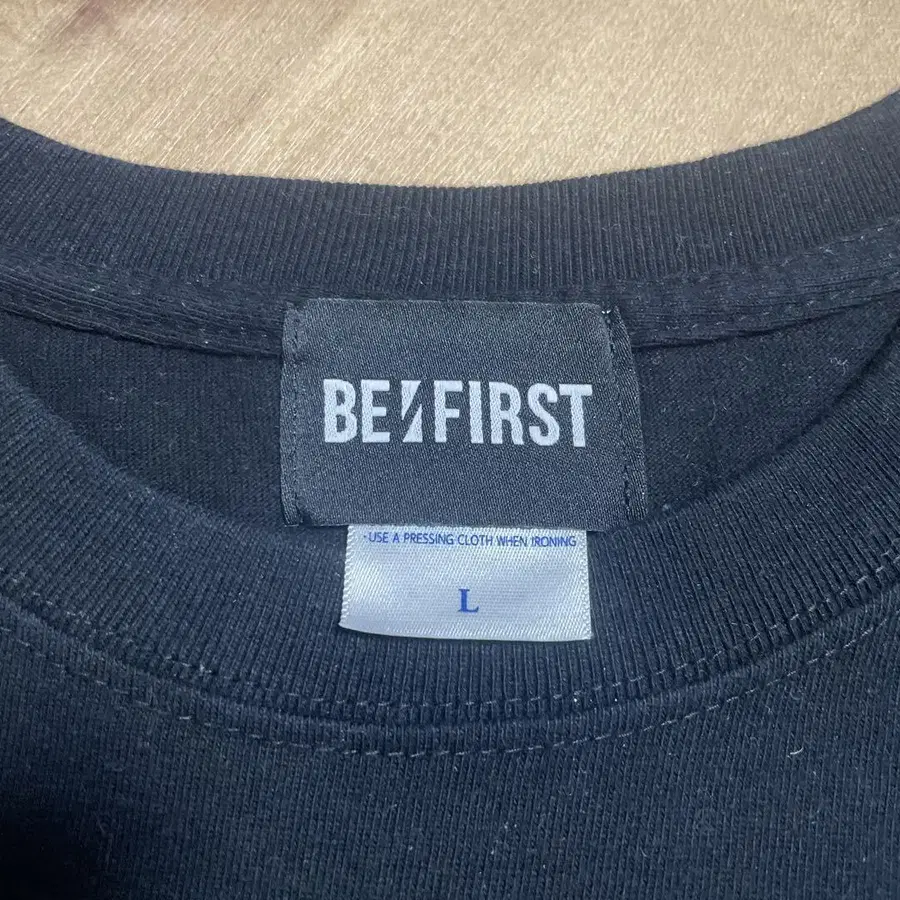 BE:FIRST
·USE A PRESSING CLOTH WHEN IRONING
L